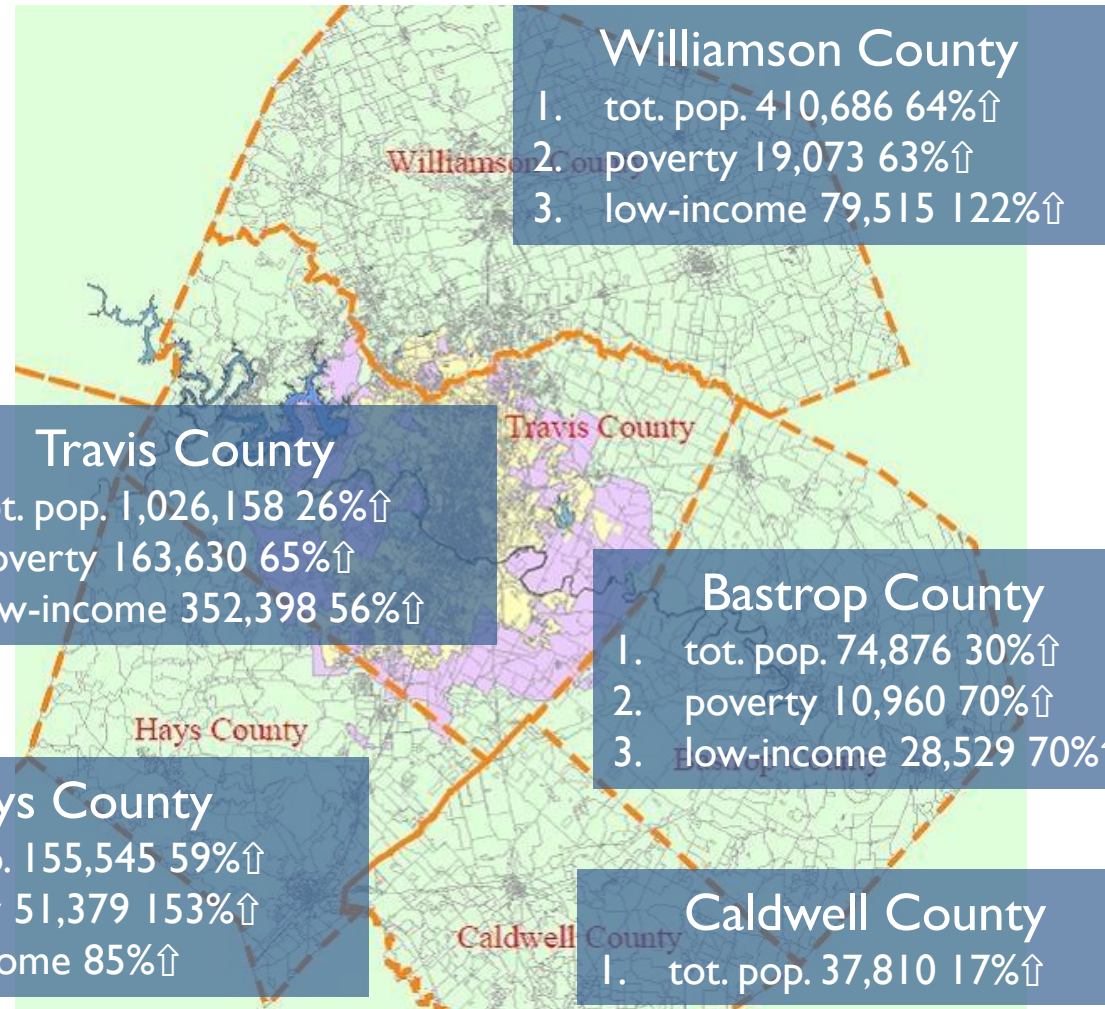 Williamson County
1. tot. pop. 410,686 64%⇧
2. poverty 19,073 63%⇧
3. low-income 79,515 122%⇧
Williamson County
Travis County
Travis County
t. pop. 1,026,158 26%⇧
overty 163,630 65%⇧
w-income 352,398 56%⇧
Bastrop County
1. tot. pop. 74,876 30%⇧
2. poverty 10,960 70%⇧
3. low-income 28,529 70%
Bastrop County
Hays County
ys County
. 155,545 59%⇧
51,379 153%⇧
ome 85%⇧
Caldwell County
1. tot. pop. 37,810 17%⇧
Caldwell County